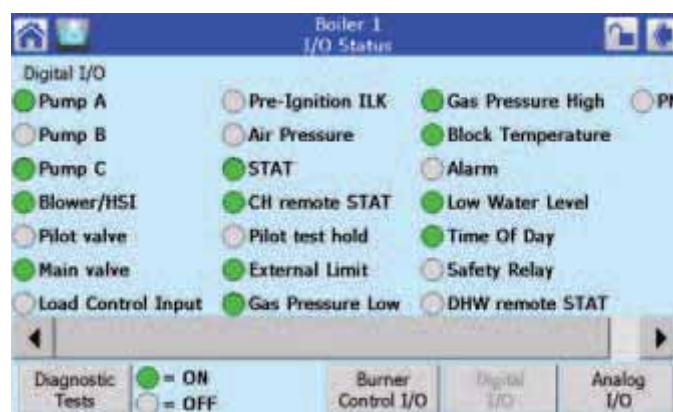 Boiler 1
I/O Status
Digital I/O
Pump A
Pre-Ignition ILK
Gas Pressure High
Pump B
Air Pressure
Block Temperature
Pump C
STAT
Alarm
Blower/HSI
CH remote STAT
Low Water Level
Pilot valve
Pilot test hold
Time Of Day
Main valve
External Limit
Safety Relay
Load Control Input
Gas Pressure Low
DHW remote STAT
Diagnostic
Tests
= ON
= OFF
Burner
Control I/O
Digital
I/O
Analog
I/O